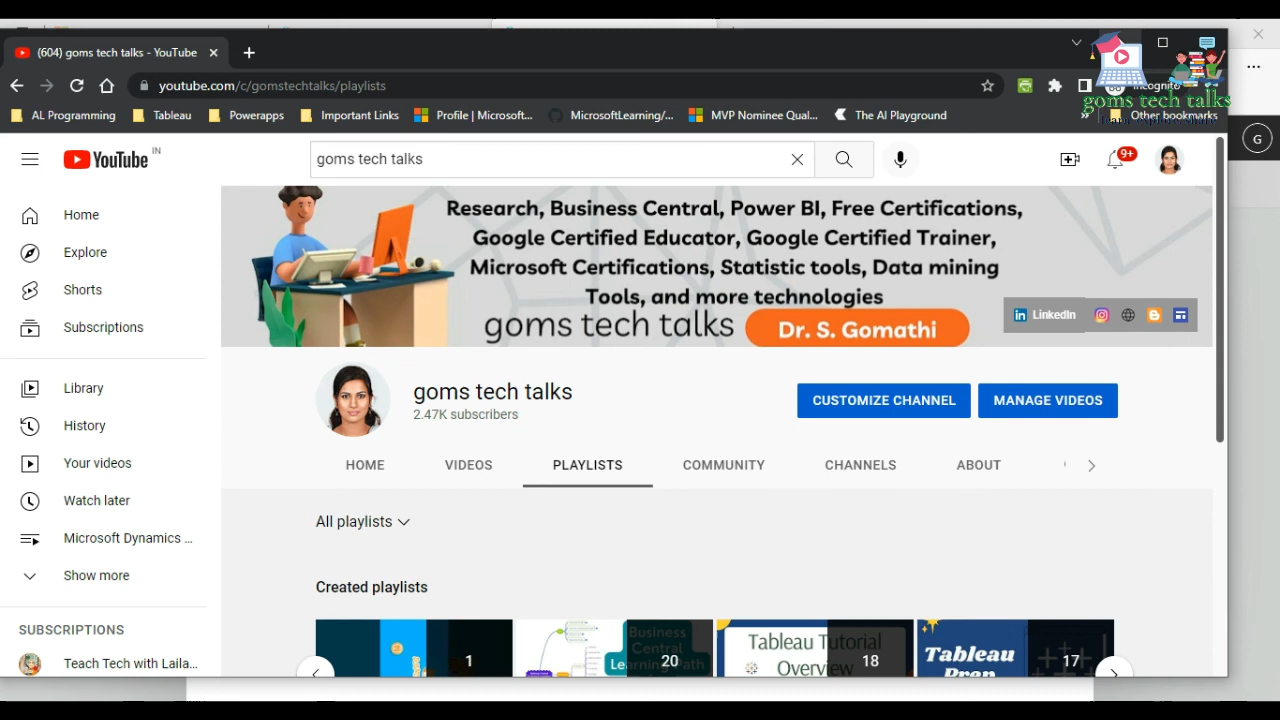 (604) goms tech talks - YouTube
youtube.com/c/gomstechtalks/playlists
Incognito
goms tech talks
AL Programming
Tableau
Powerapps
Important Links
Profile | Microsoft...
MicrosoftLearning/...
MVP Nominee Qual...
The AI Playground
Other bookmarks
G
YouTube IN
goms tech talks
9+
Home
Explore
Shorts
Subscriptions
Library
History
Your videos
Watch later
Microsoft Dynamics ...
Show more
SUBSCRIPTIONS
Teach Tech with Laila...
Research, Business Central, Power BI, Free Certifications,
Google Certified Educator, Google Certified Trainer,
Microsoft Certifications, Statistic tools, Data mining
Tools, and more technologies
goms tech talks
Dr. S. Gomathi
LinkedIn
goms tech talks
2.47K subscribers
CUSTOMIZE CHANNEL
MANAGE VIDEOS
HOME
VIDEOS
PLAYLISTS
COMMUNITY
CHANNELS
ABOUT
All playlists
Created playlists
1
Business
Central
Learning Path
20
Tableau Tutorial
Overview
18
Tableau
Prep
17